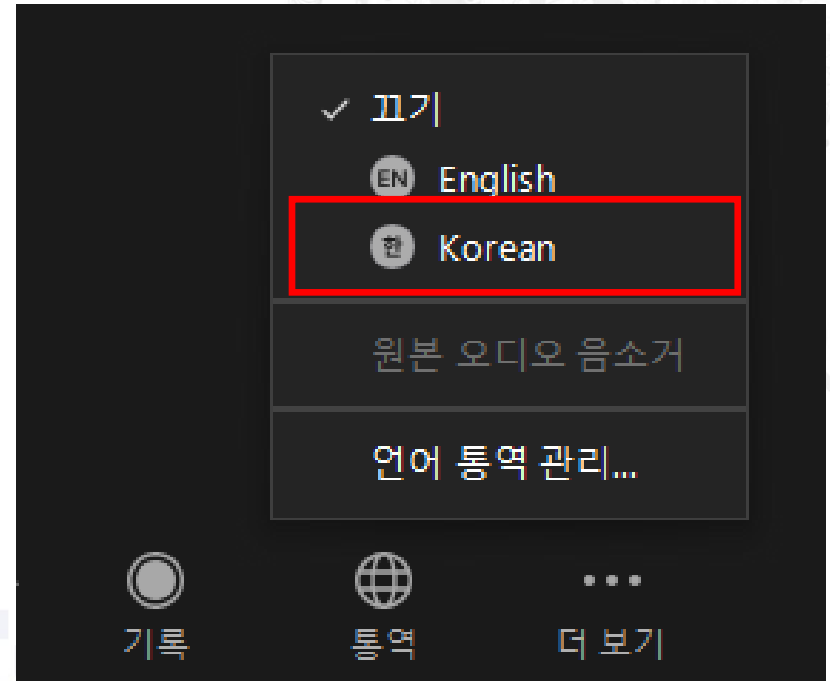 ✓ 끄기
EN English
한 Korean
원본 오디오 음소거
언어 통역 관리...
기록
통역
더 보기